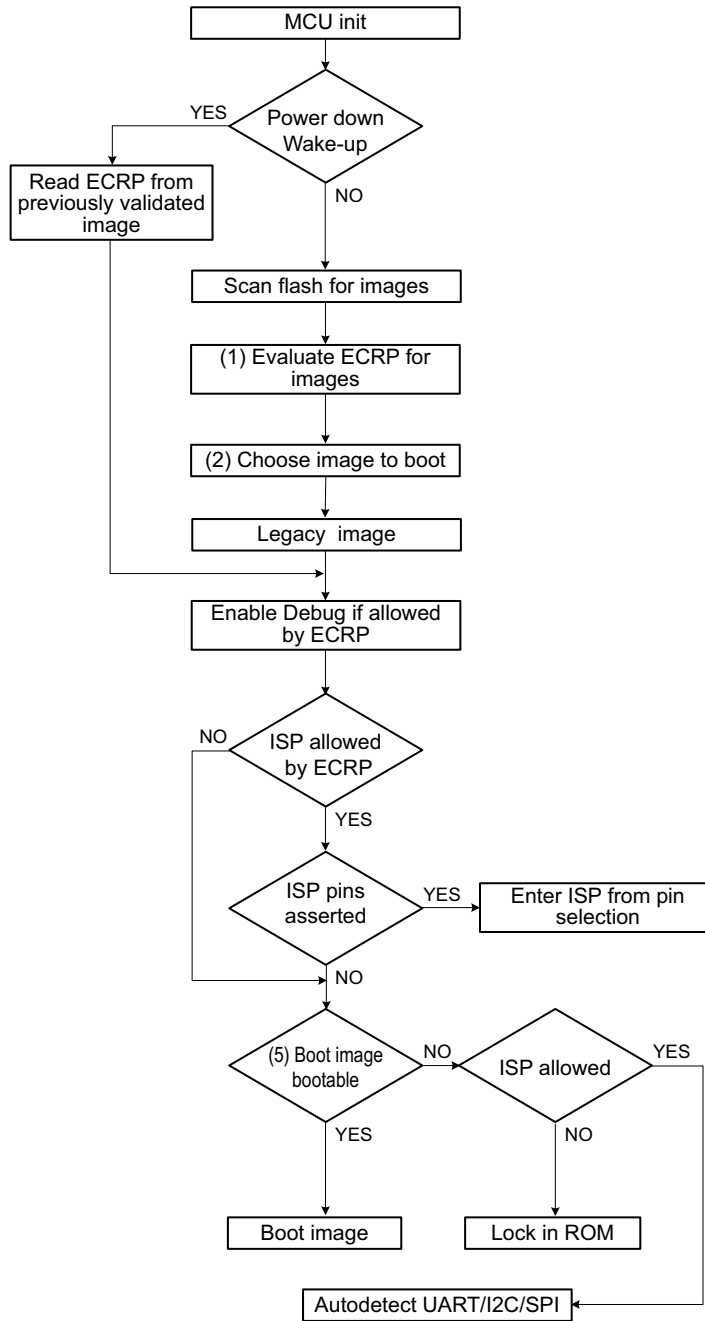 MCU init
YES
Power down
Wake-up
Read ECRP from
previously validated
image
NO
Scan flash for images
(1) Evaluate ECRP for
images
(2) Choose image to boot
Legacy image
Enable Debug if allowed
by ECRP
NO
ISP allowed
by ECRP
YES
ISP pins
asserted
YES
Enter ISP from pin
selection
NO
(5) Boot image
bootable
NO
ISP allowed
YES
YES
NO
Boot image
Lock in ROM
Autodetect UART/I2C/SPI